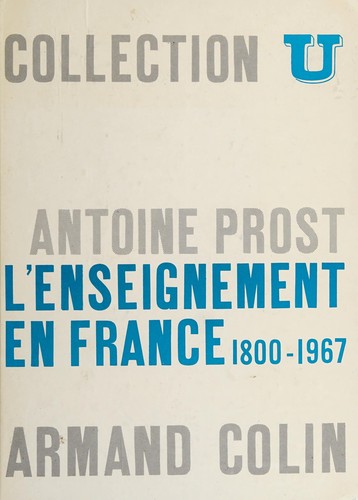 COLLECTION U
ANTOINE PROST
L'ENSEIGNEMENT
EN FRANCE 1800-1967
ARMAND COLIN